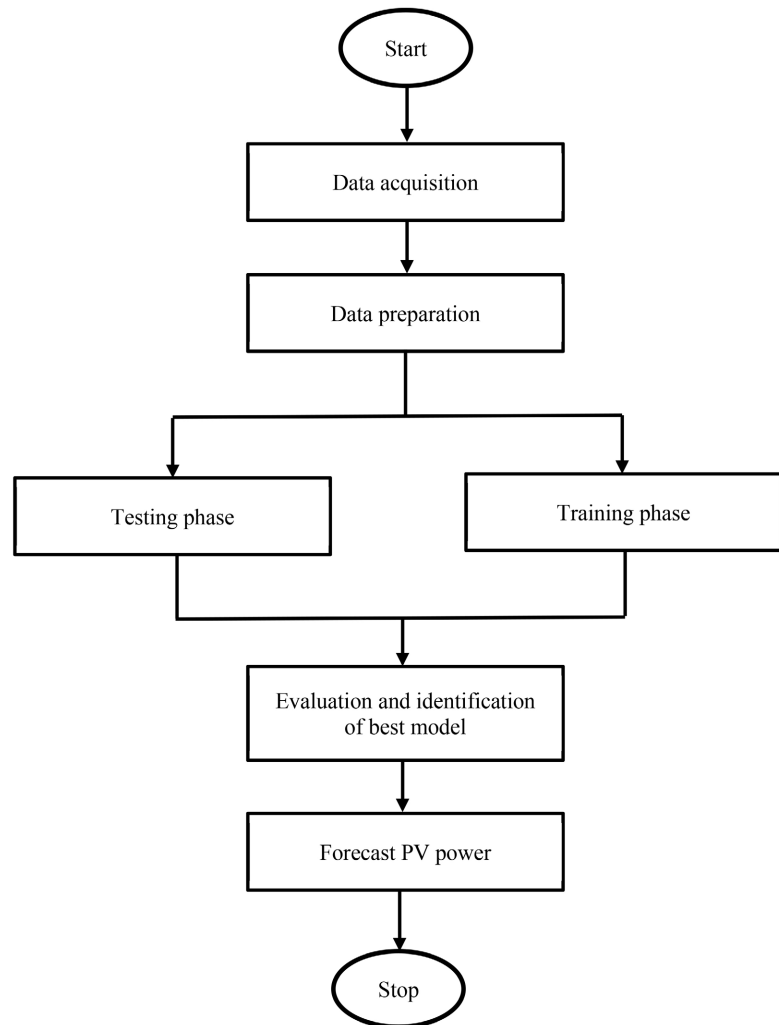 Start
Data acquisition
Data preparation
Testing phase
Training phase
Evaluation and identification
of best model
Forecast PV power
Stop